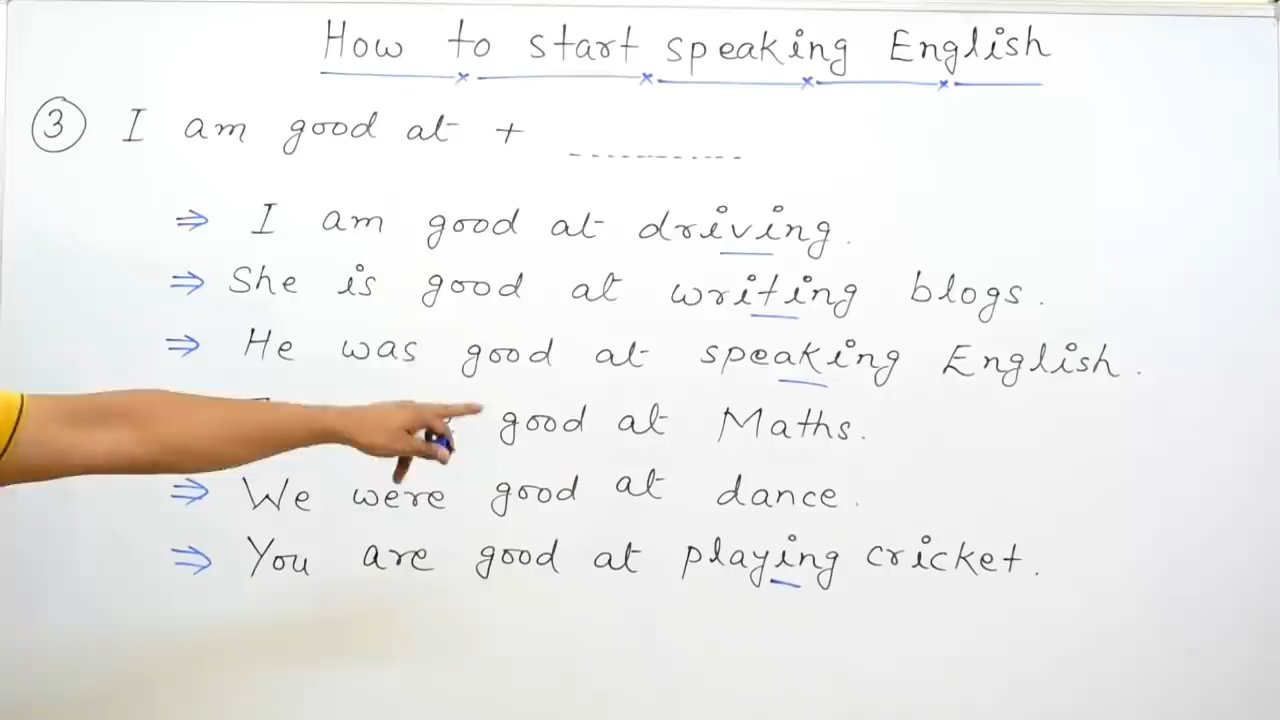 How to start speaking English
3 I am good at + ............
⇒ I am good at driving.
⇒ She is good at writing blogs.
⇒ He was good at speaking English.
good at Maths.
⇒ We were good at dance.
⇒ You are good at playing cricket.